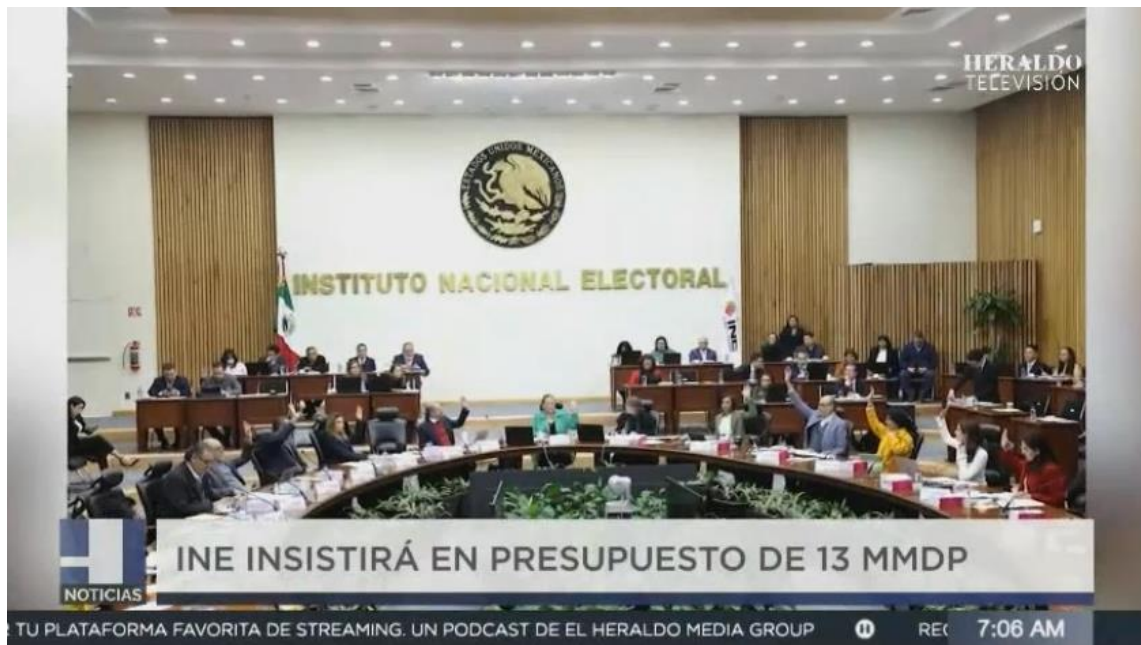 HERALDO
TELEVISIÓN
ESTADOS UNIDOS MEXICANOS
INSTITUTO NACIONAL ELECTORAL
INE
INE INSISTIRÁ EN PRESUPUESTO DE 13 MMDP
NOTICIAS
TU PLATAFORMA FAVORITA DE STREAMING. UN PODCAST DE EL HERALDO MEDIA GROUP
REC
7:06 AM